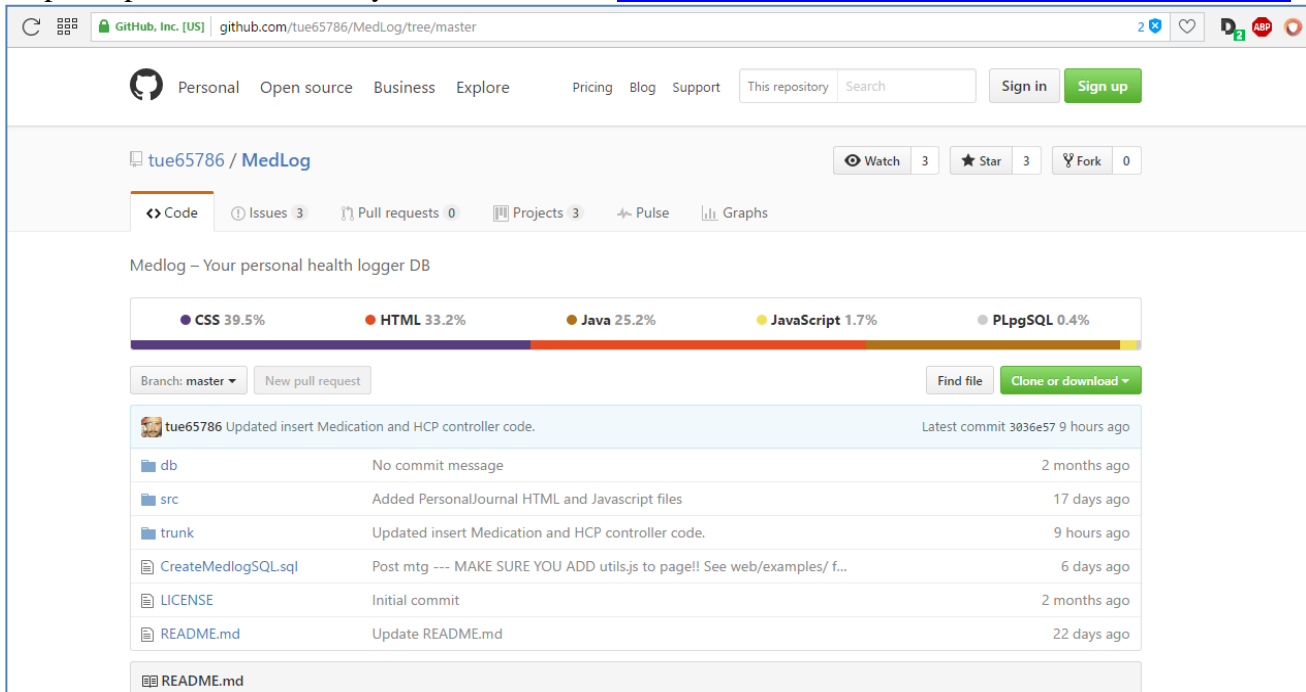 GitHub, Inc. [US] github.com/tue65786/MedLog/tree/master 2 D 2 ABP
Personal Open source Business Explore Pricing Blog Support This repository Search Sign in Sign up
tue65786 / MedLog Watch 3 Star 3 Fork 0
Code Issues 3 Pull requests 0 Projects 3 Pulse Graphs
Medlog – Your personal health logger DB
CSS 39.5% HTML 33.2% Java 25.2% JavaScript 1.7% PLpgSQL 0.4%
Branch: master New pull request Find file Clone or download
tue65786 Updated insert Medication and HCP controller code. Latest commit 3036e57 9 hours ago
db No commit message 2 months ago
src Added PersonalJournal HTML and Javascript files 17 days ago
trunk Updated insert Medication and HCP controller code. 9 hours ago
CreateMedlogSQL.sql Post mtg --- MAKE SURE YOU ADD utils.js to page!! See web/examples/ f... 6 days ago
LICENSE Initial commit 2 months ago
README.md Update README.md 22 days ago
README.md